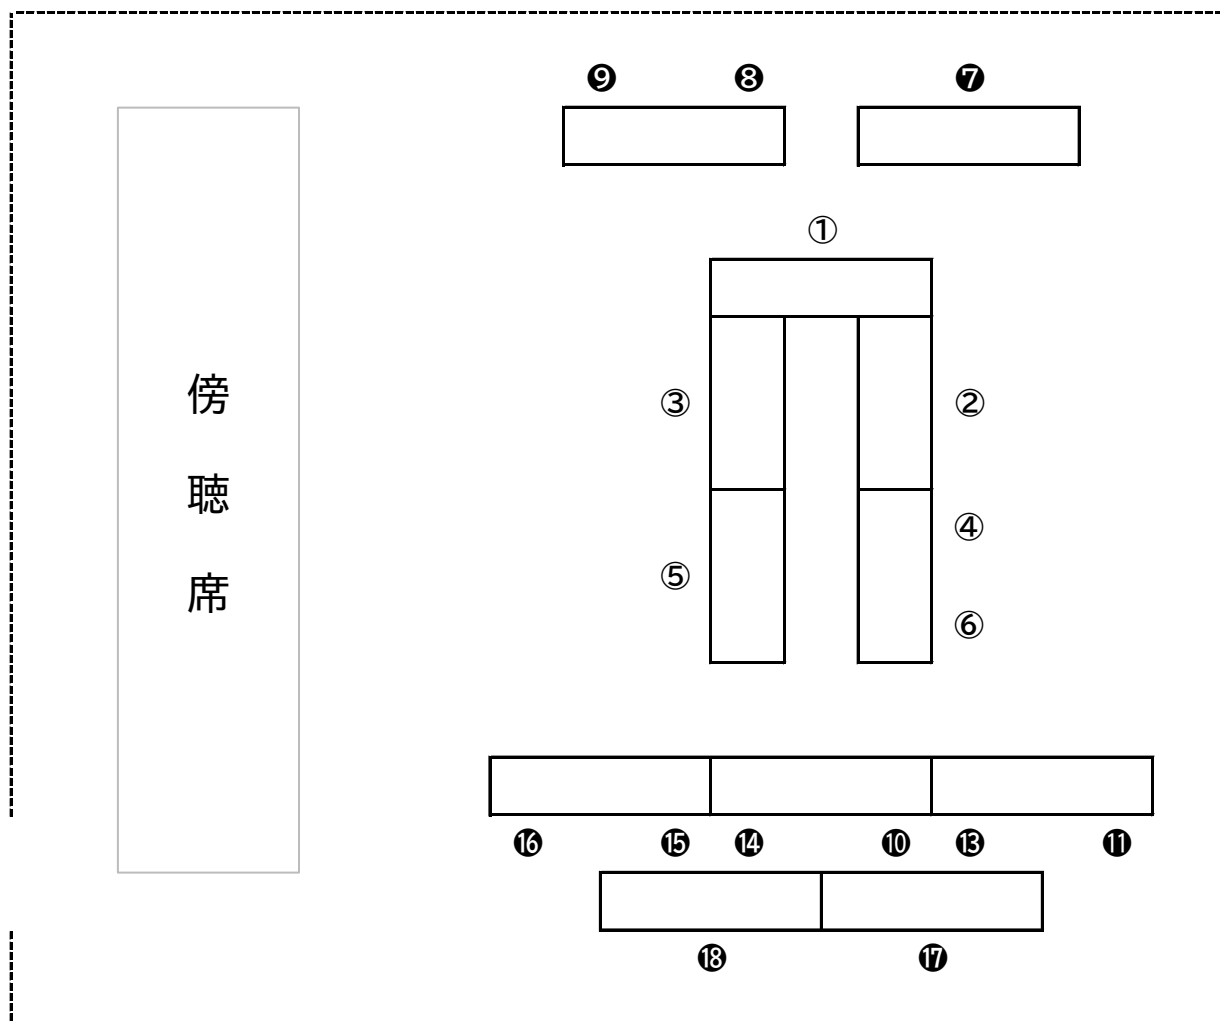 ❾ ❽ ❼
①
③ ②
④
⑤
⑥
⓰ ⓯ ⓮ ❿ ⓭ ⓫
⓲ ⓱
傍
聴
席